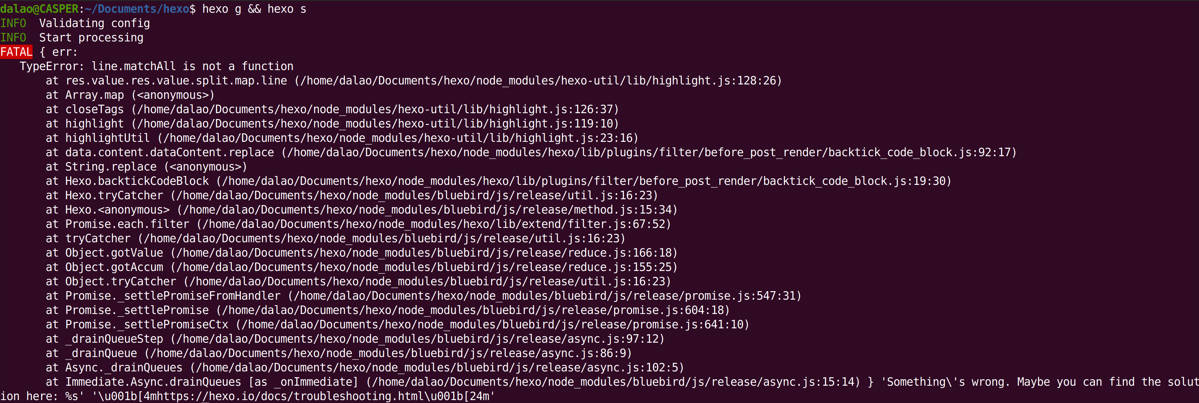 dalao@CASPER:~/Documents/hexo$ hexo g && hexo s
INFO  Validating config
INFO  Start processing
FATAL { err:
   TypeError: line.matchAll is not a function
       at res.value.res.value.split.map.line (/home/dalao/Documents/hexo/node_modules/hexo-util/lib/highlight.js:128:26)
       at Array.map (<anonymous>)
       at closeTags (/home/dalao/Documents/hexo/node_modules/hexo-util/lib/highlight.js:126:37)
       at highlight (/home/dalao/Documents/hexo/node_modules/hexo-util/lib/highlight.js:119:10)
       at highlightUtil (/home/dalao/Documents/hexo/node_modules/hexo-util/lib/highlight.js:23:16)
       at data.content.dataContent.replace (/home/dalao/Documents/hexo/node_modules/hexo/lib/plugins/filter/before_post_render/backtick_code_block.js:92:17)
       at String.replace (<anonymous>)
       at Hexo.backtickCodeBlock (/home/dalao/Documents/hexo/node_modules/hexo/lib/plugins/filter/before_post_render/backtick_code_block.js:19:30)
       at Hexo.tryCatcher (/home/dalao/Documents/hexo/node_modules/bluebird/js/release/util.js:16:23)
       at Hexo.<anonymous> (/home/dalao/Documents/hexo/node_modules/bluebird/js/release/method.js:15:34)
       at Promise.each.filter (/home/dalao/Documents/hexo/node_modules/hexo/lib/extend/filter.js:67:52)
       at tryCatcher (/home/dalao/Documents/hexo/node_modules/bluebird/js/release/util.js:16:23)
       at Object.gotValue (/home/dalao/Documents/hexo/node_modules/bluebird/js/release/reduce.js:166:18)
       at Object.gotAccum (/home/dalao/Documents/hexo/node_modules/bluebird/js/release/reduce.js:155:25)
       at Object.tryCatcher (/home/dalao/Documents/hexo/node_modules/bluebird/js/release/util.js:16:23)
       at Promise._settlePromiseFromHandler (/home/dalao/Documents/hexo/node_modules/bluebird/js/release/promise.js:547:31)
       at Promise._settlePromise (/home/dalao/Documents/hexo/node_modules/bluebird/js/release/promise.js:604:18)
       at Promise._settlePromiseCtx (/home/dalao/Documents/hexo/node_modules/bluebird/js/release/promise.js:641:10)
       at _drainQueueStep (/home/dalao/Documents/hexo/node_modules/bluebird/js/release/async.js:97:12)
       at _drainQueue (/home/dalao/Documents/hexo/node_modules/bluebird/js/release/async.js:86:9)
       at Async._drainQueues (/home/dalao/Documents/hexo/node_modules/bluebird/js/release/async.js:102:5)
       at Immediate.Async.drainQueues [as _onImmediate] (/home/dalao/Documents/hexo/node_modules/bluebird/js/release/async.js:15:14) } 'Something\'s wrong. Maybe you can find the solut
ion here: %s' '\u001b[4mhttps://hexo.io/docs/troubleshooting.html\u001b[24m'